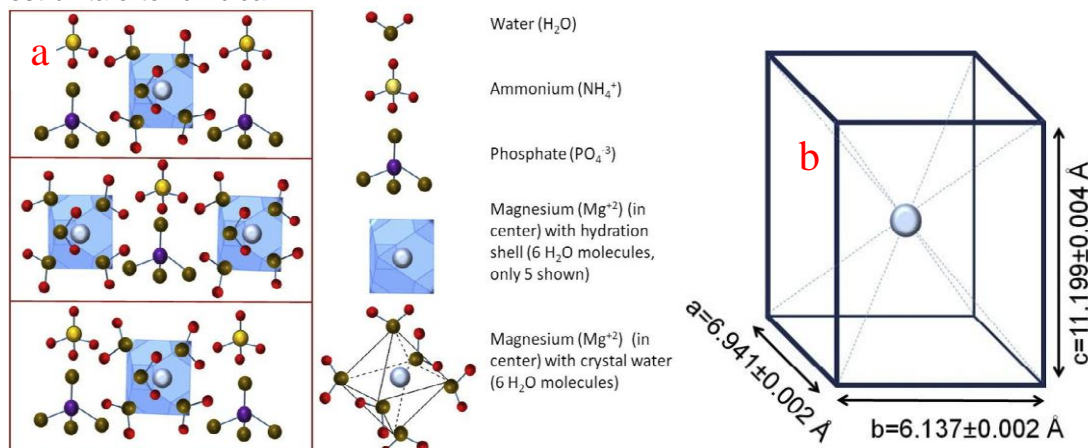 a
Water (H₂O)
Ammonium (NH₄⁺)
Phosphate (PO₄⁻³)
Magnesium (Mg⁺²) (in
center) with hydration
shell (6 H₂O molecules,
only 5 shown)
Magnesium (Mg⁺²) (in
center) with crystal water
(6 H₂O molecules)
b
a=6.941±0.002 Å
b=6.137±0.002 Å
c=11.199±0.004 Å